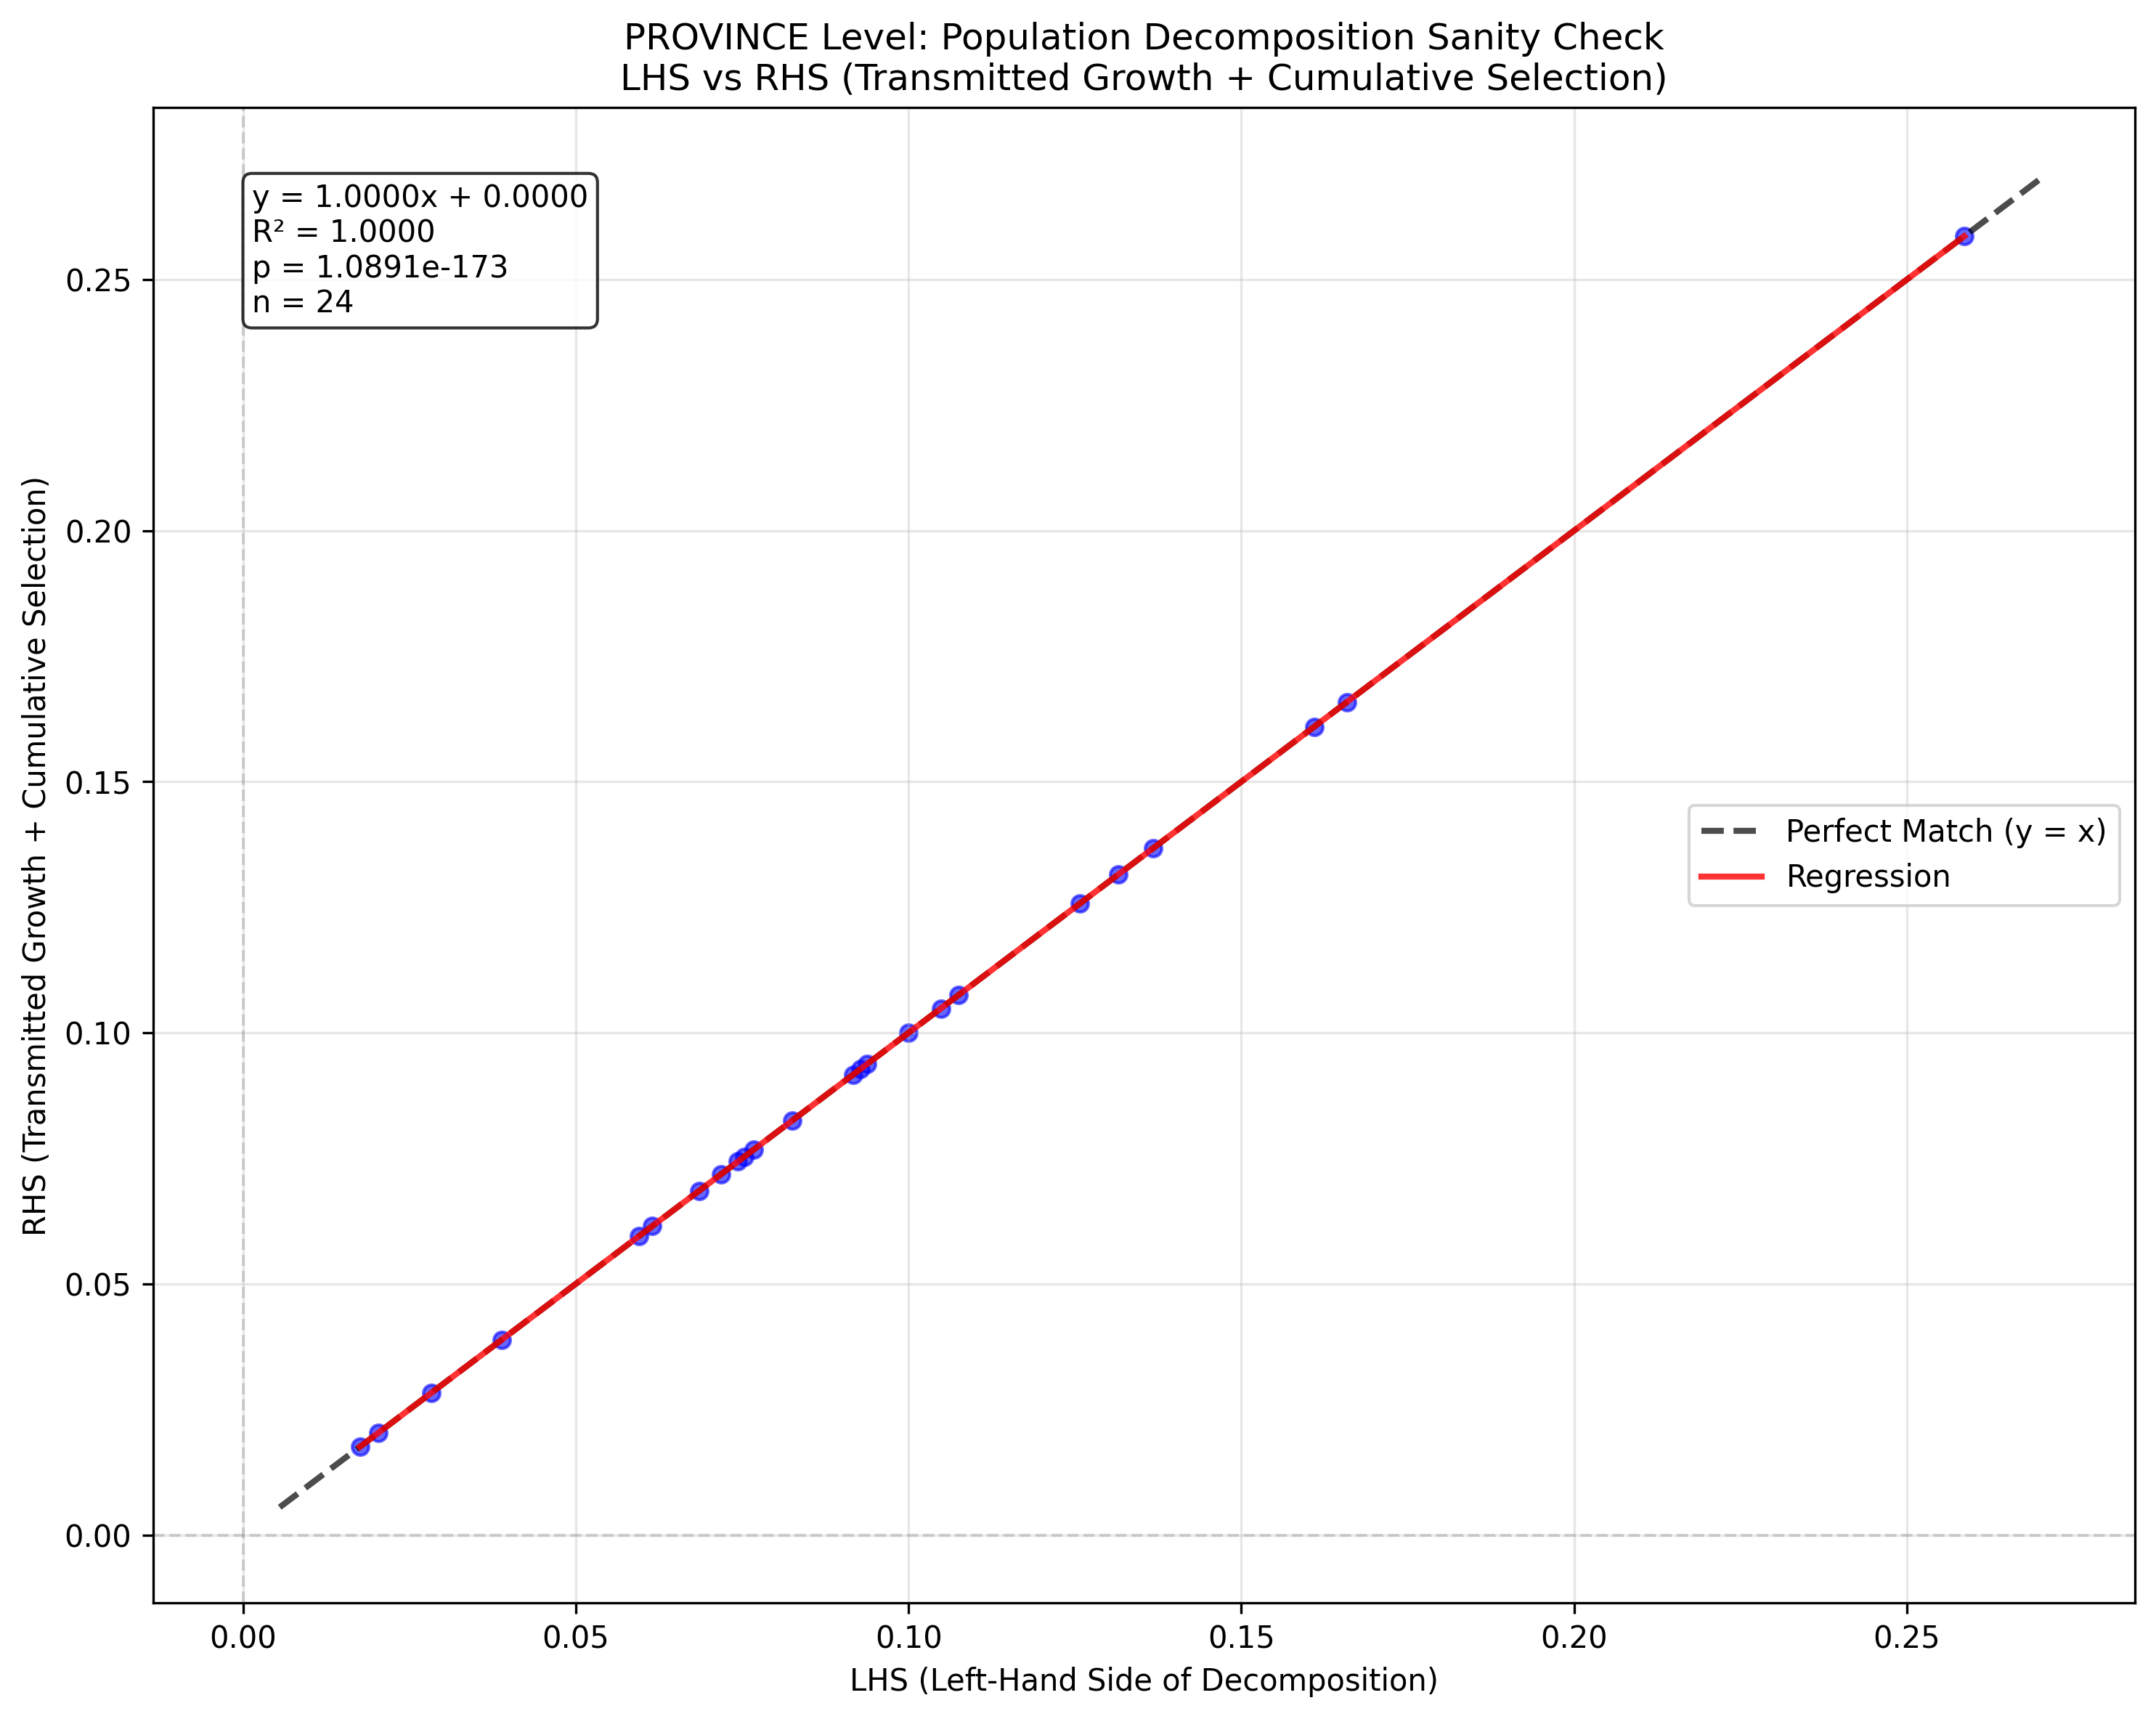 PROVINCE Level: Population Decomposition Sanity Check
LHS vs RHS (Transmitted Growth + Cumulative Selection)
y = 1.0000x + 0.0000
R² = 1.0000
p = 1.0891e-173
n = 24
RHS (Transmitted Growth + Cumulative Selection)
0.25
0.20
0.15
0.10
0.05
0.00
Perfect Match (y = x)
Regression
0.00
0.05
0.10
0.15
0.20
0.25
LHS (Left-Hand Side of Decomposition)